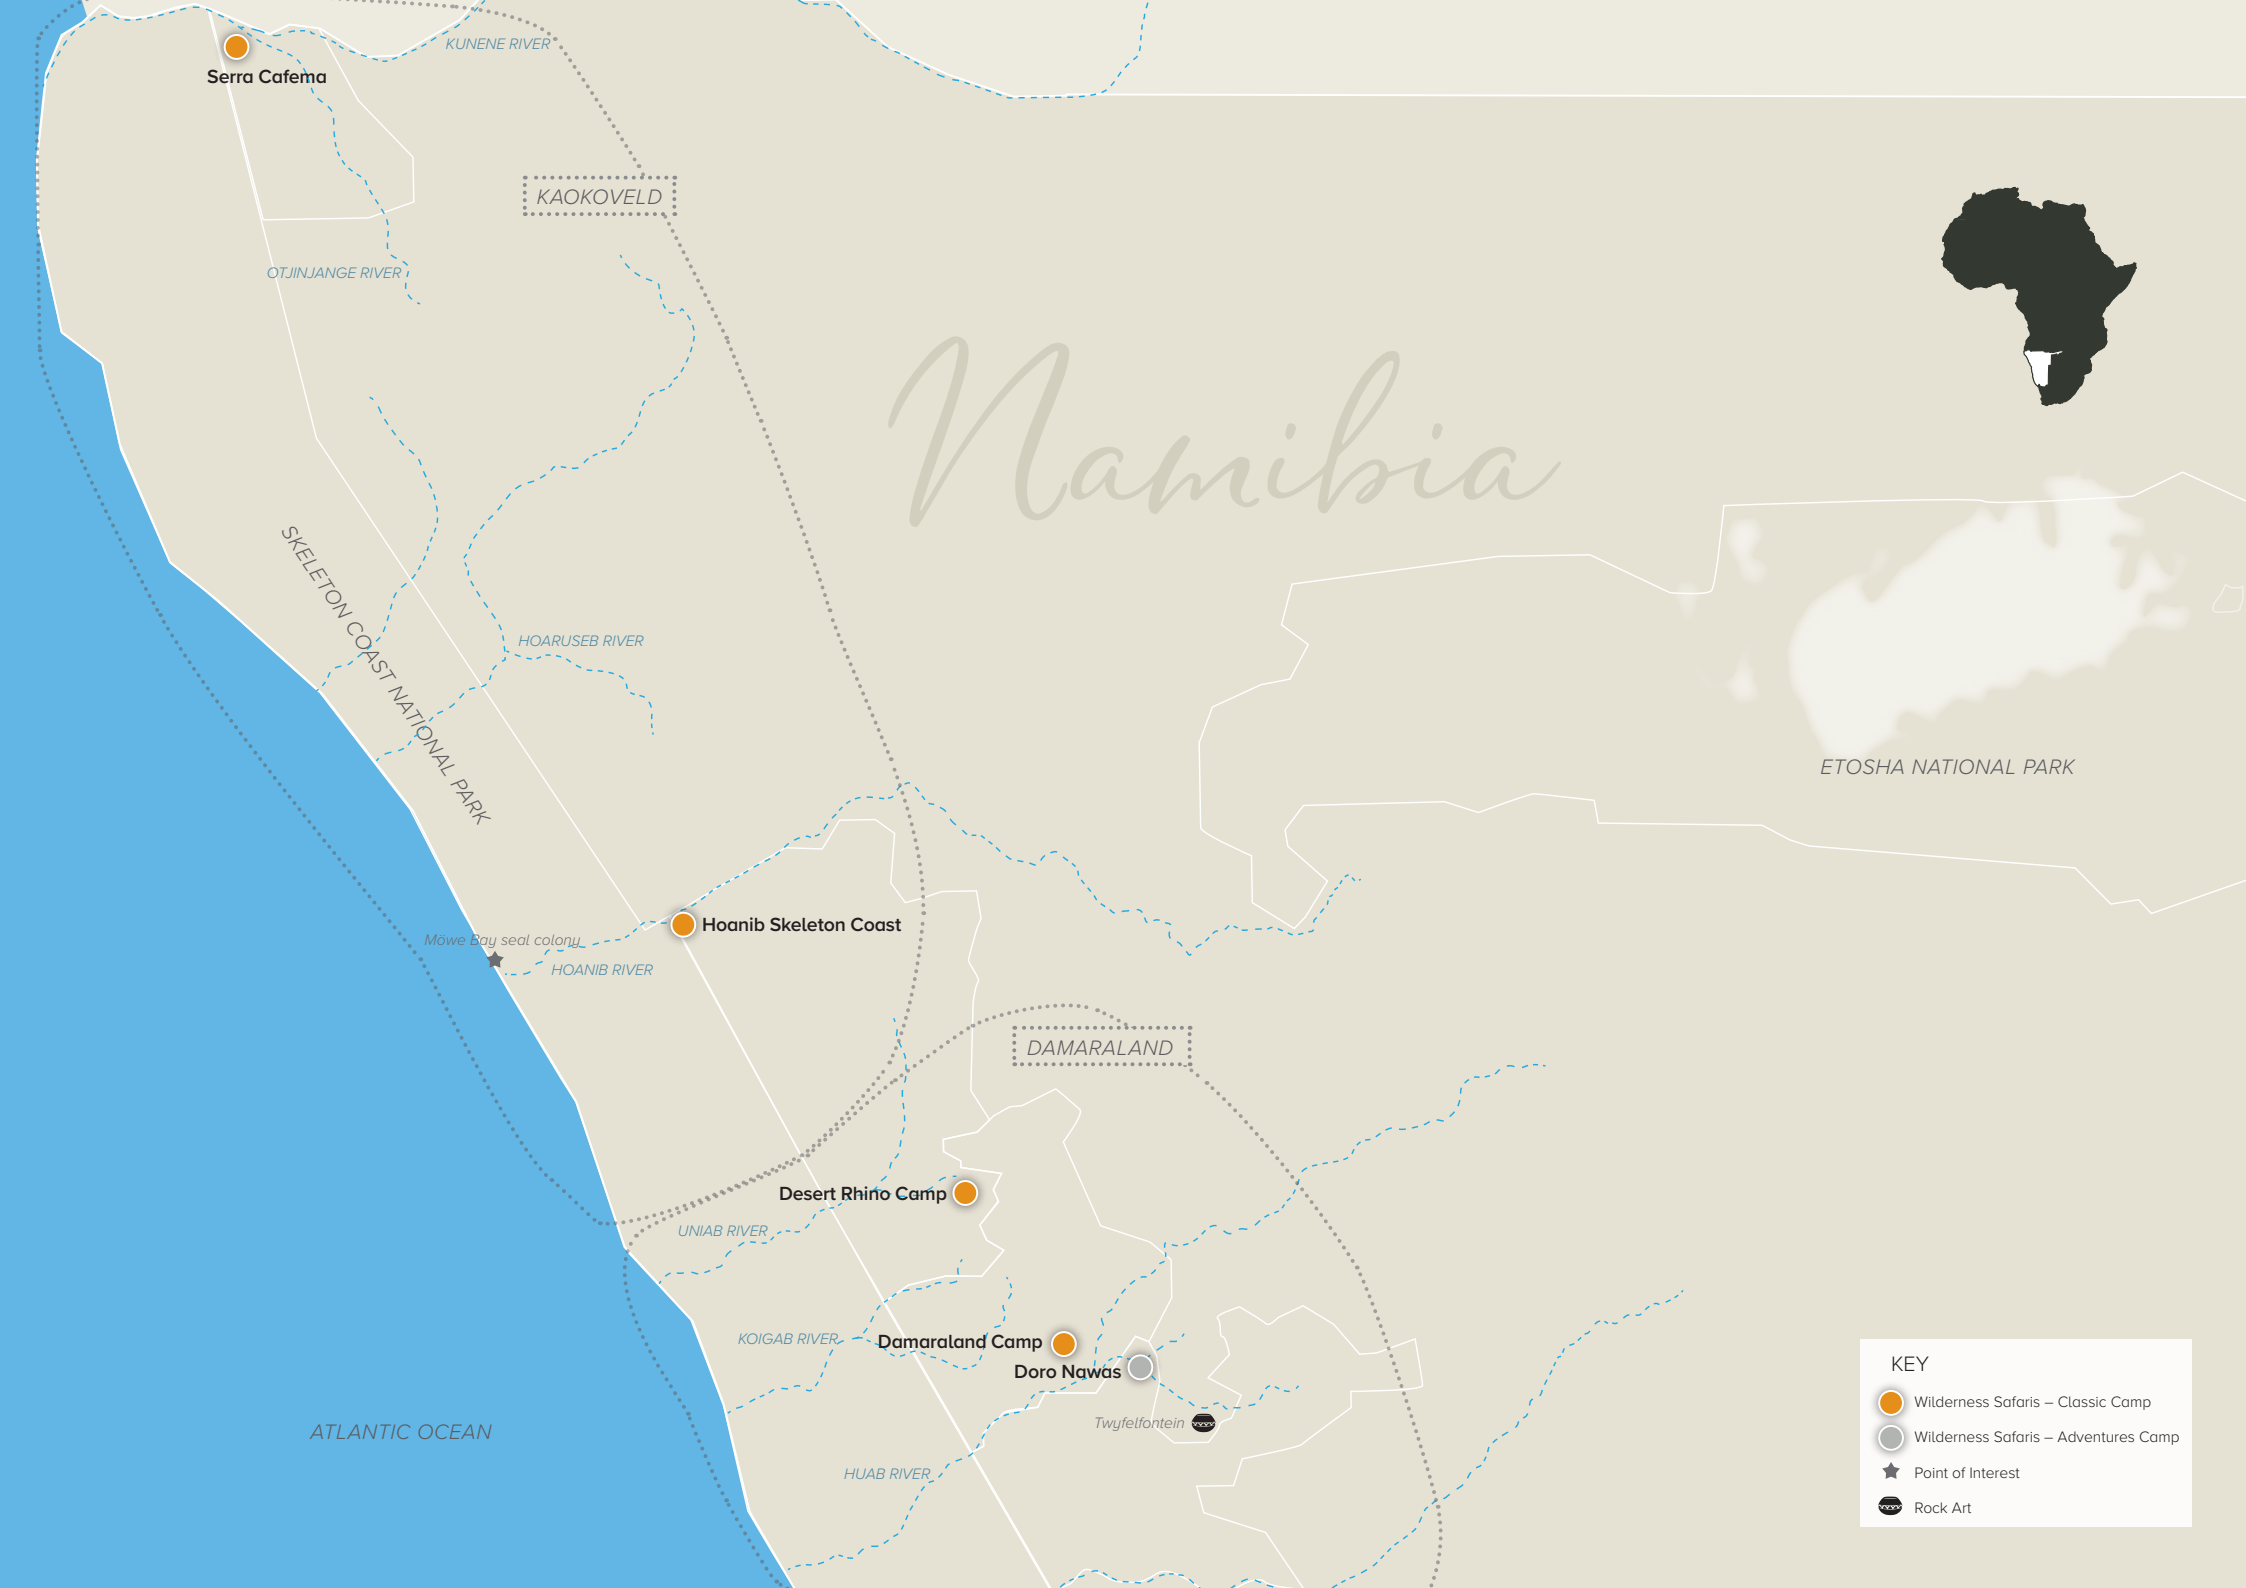 KUNENE RIVER
Serra Cafema
KAOKOVELD
OTJINJANGE RIVER
Namibia
SKELETON COAST NATIONAL PARK
HOARUSEB RIVER
ETOSHA NATIONAL PARK
Hoanib Skeleton Coast
Möwe Bay seal colony
HOANIB RIVER
DAMARALAND
Desert Rhino Camp
UNIAB RIVER
KOIGAB RIVER
Damaraland Camp
Doro Nawas
Twyfelfontein
ATLANTIC OCEAN
HUAB RIVER
KEY
Wilderness Safaris – Classic Camp
Wilderness Safaris – Adventures Camp
Point of Interest
Rock Art